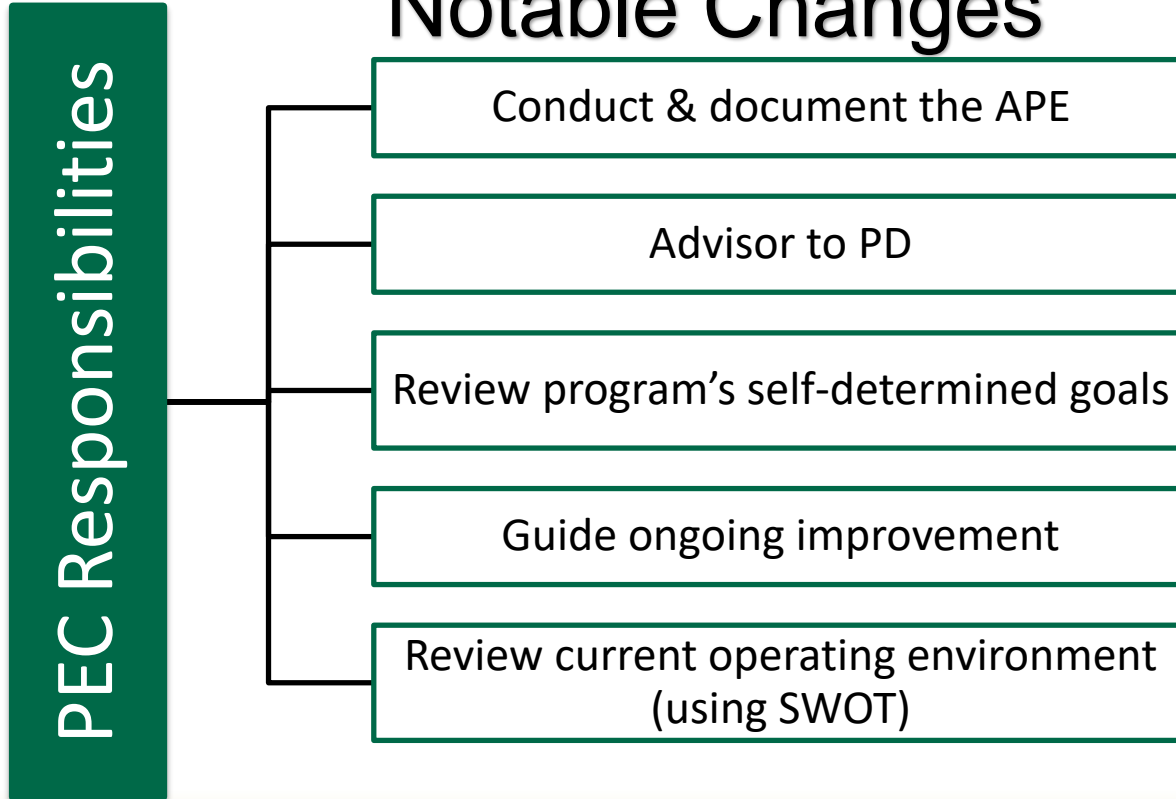 Notable Changes
PEC Responsibilities
Conduct & document the APE
Advisor to PD
Review program’s self-determined goals
Guide ongoing improvement
Review current operating environment
(using SWOT)